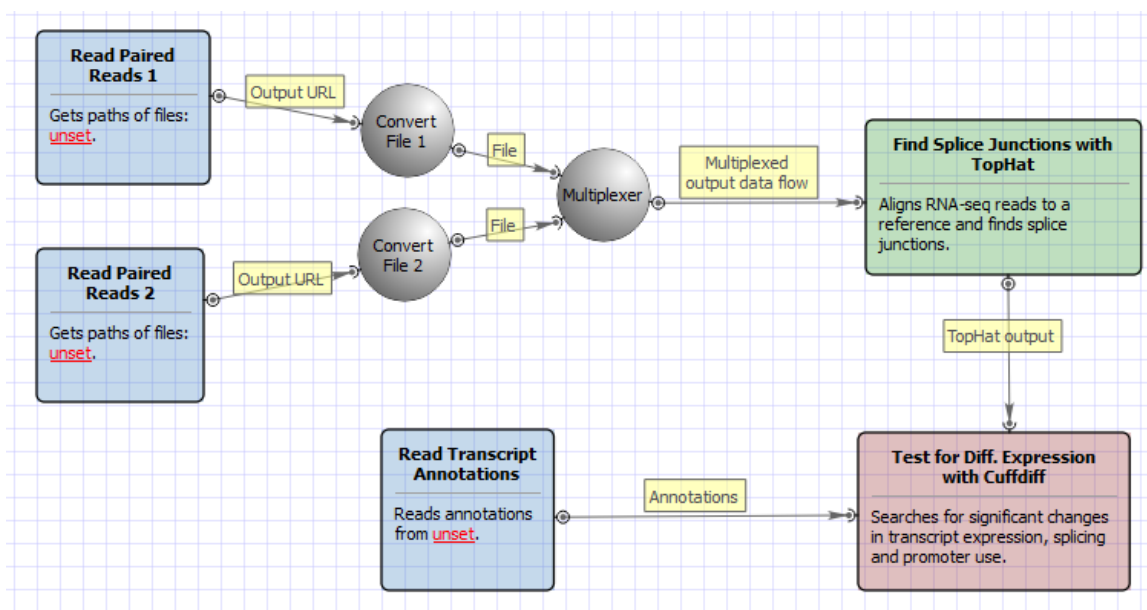 Read Paired
Reads 1
Gets paths of files:
unset.
Output URL
Convert
File 1
File
Multiplexer
Multiplexed
output data flow
Find Splice Junctions with
TopHat
Aligns RNA-seq reads to a
reference and finds splice
junctions.
Read Paired
Reads 2
Gets paths of files:
unset.
Output URL
Convert
File 2
File
TopHat output
Read Transcript
Annotations
Reads annotations
from unset.
Annotations
Test for Diff. Expression
with Cuffdiff
Searches for significant changes
in transcript expression, splicing
and promoter use.